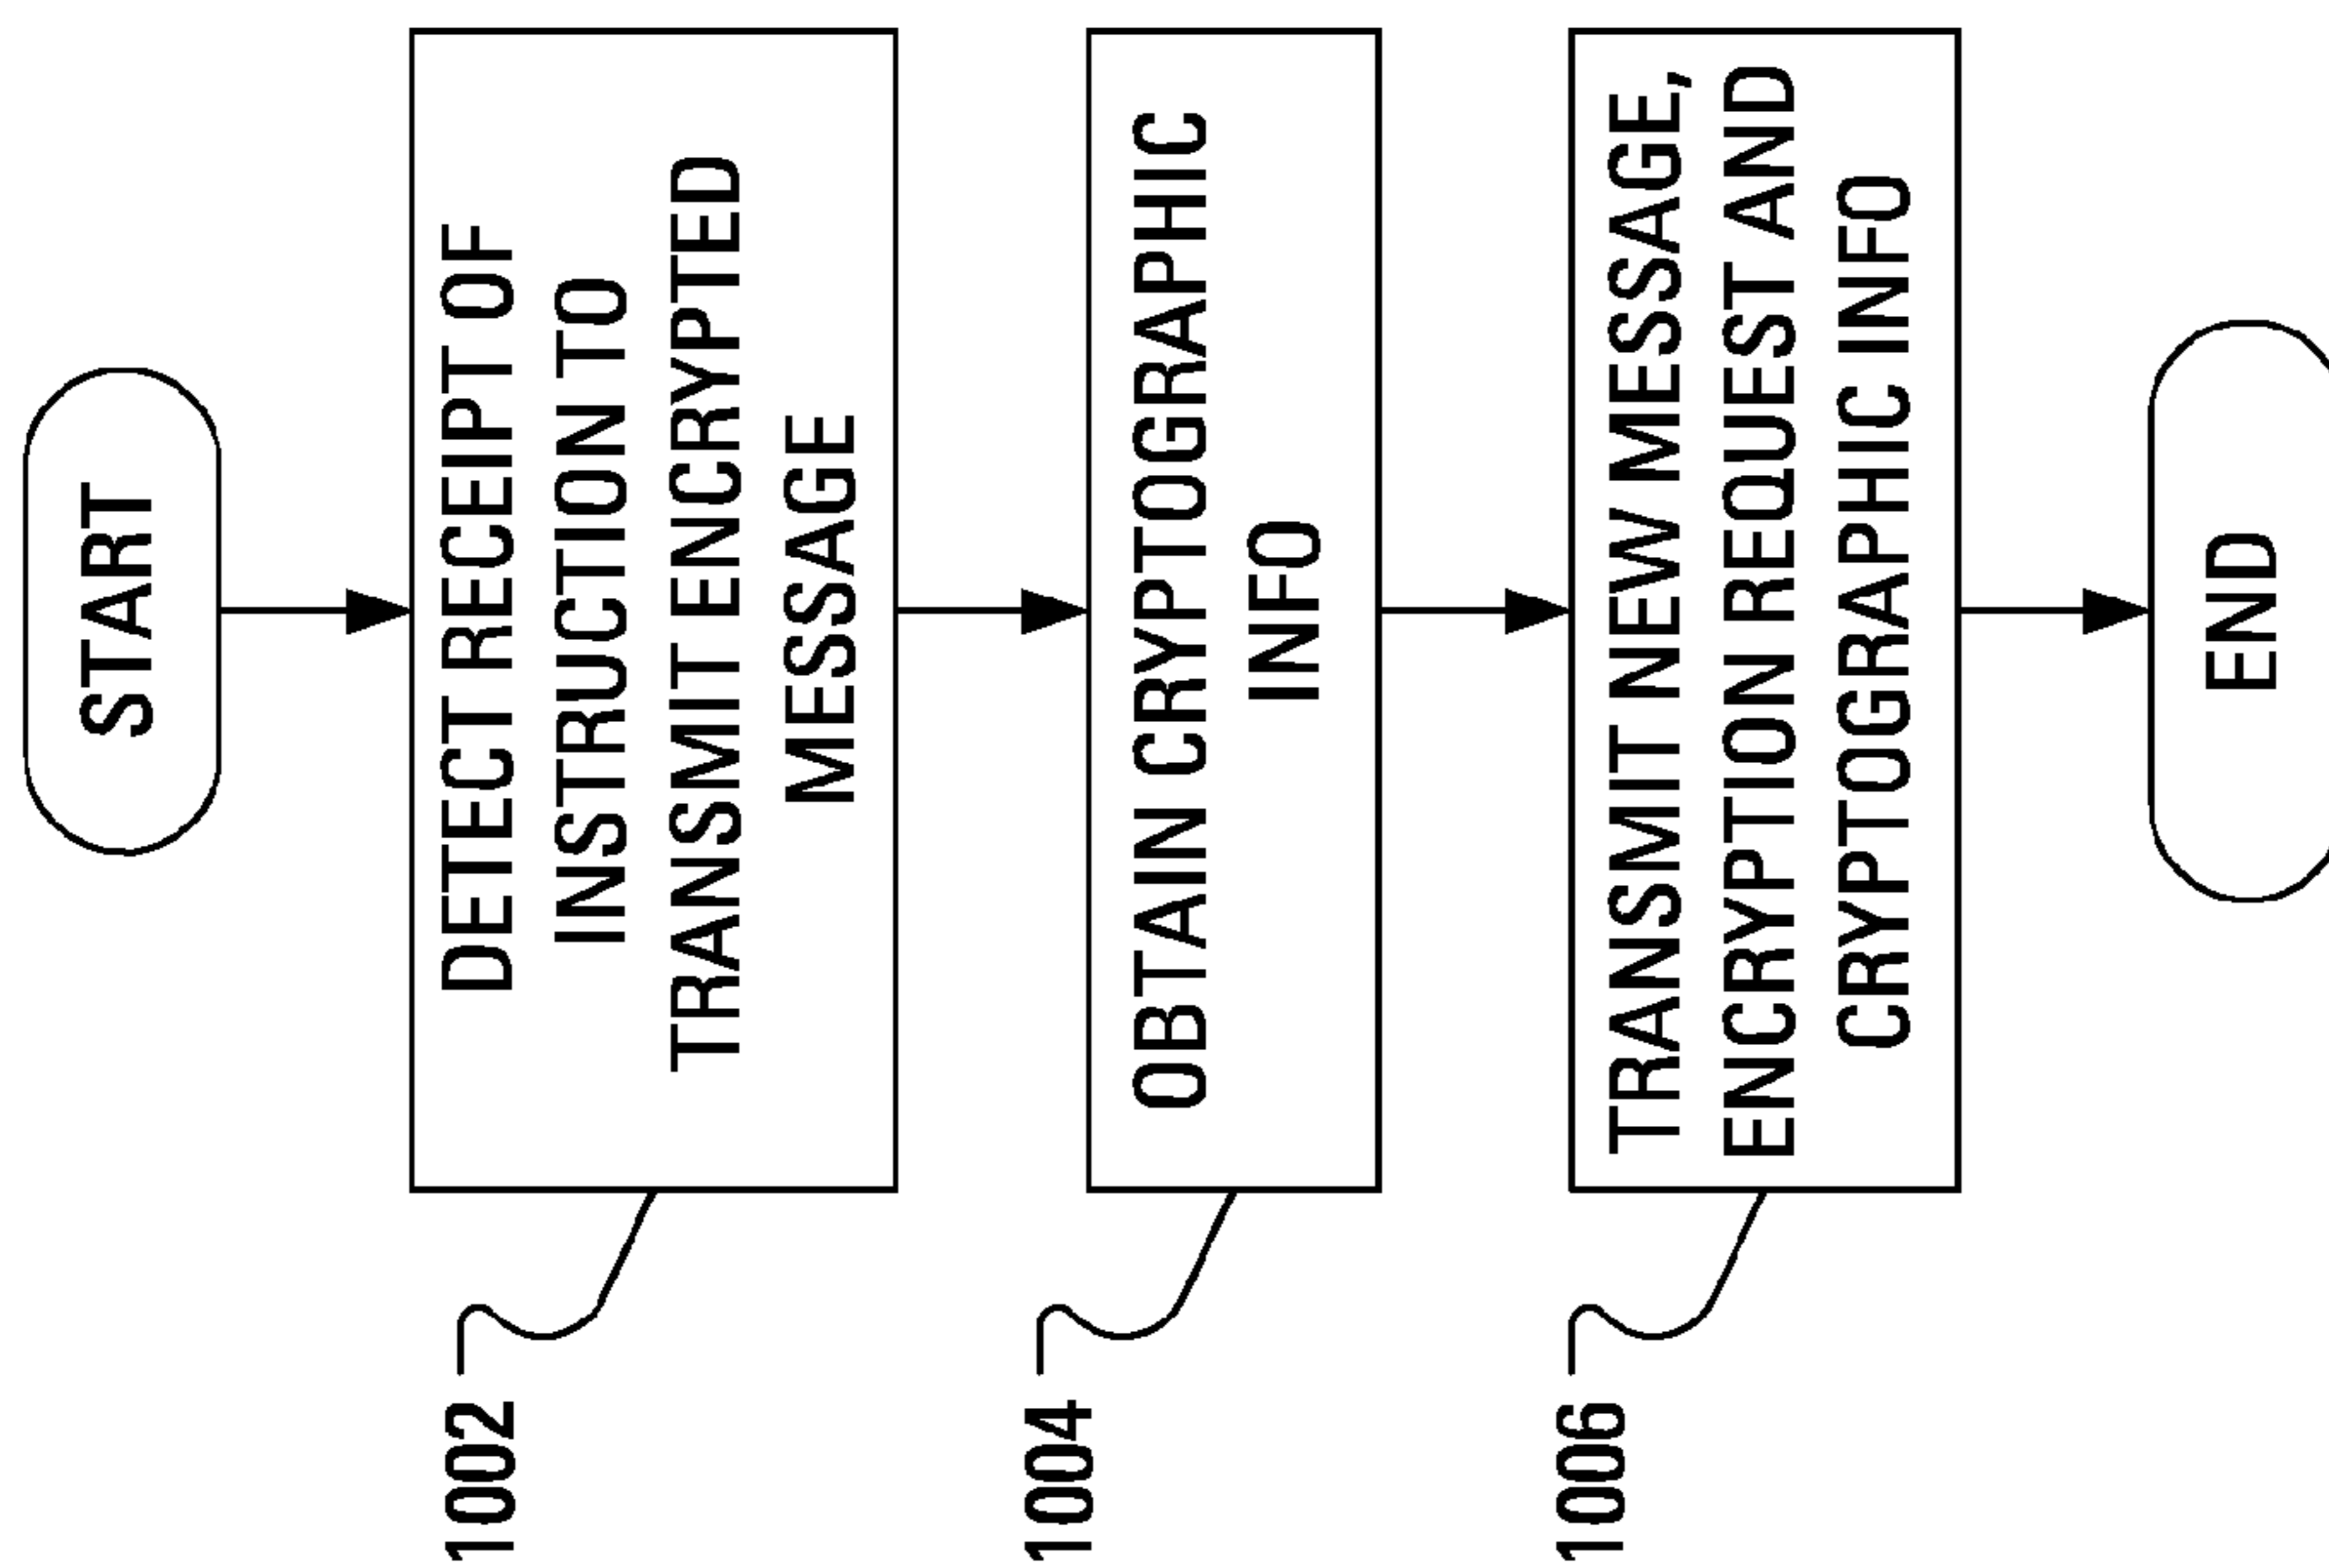 START
DETECT RECEIPT OF
INSTRUCTION TO
TRANSMIT ENCRYPTED
MESSAGE
1002
OBTAIN CRYPTOGRAPHIC
INFO
1004
TRANSMIT NEW MESSAGE,
ENCRYPTION REQUEST AND
CRYPTOGRAPHIC INFO
1006
END